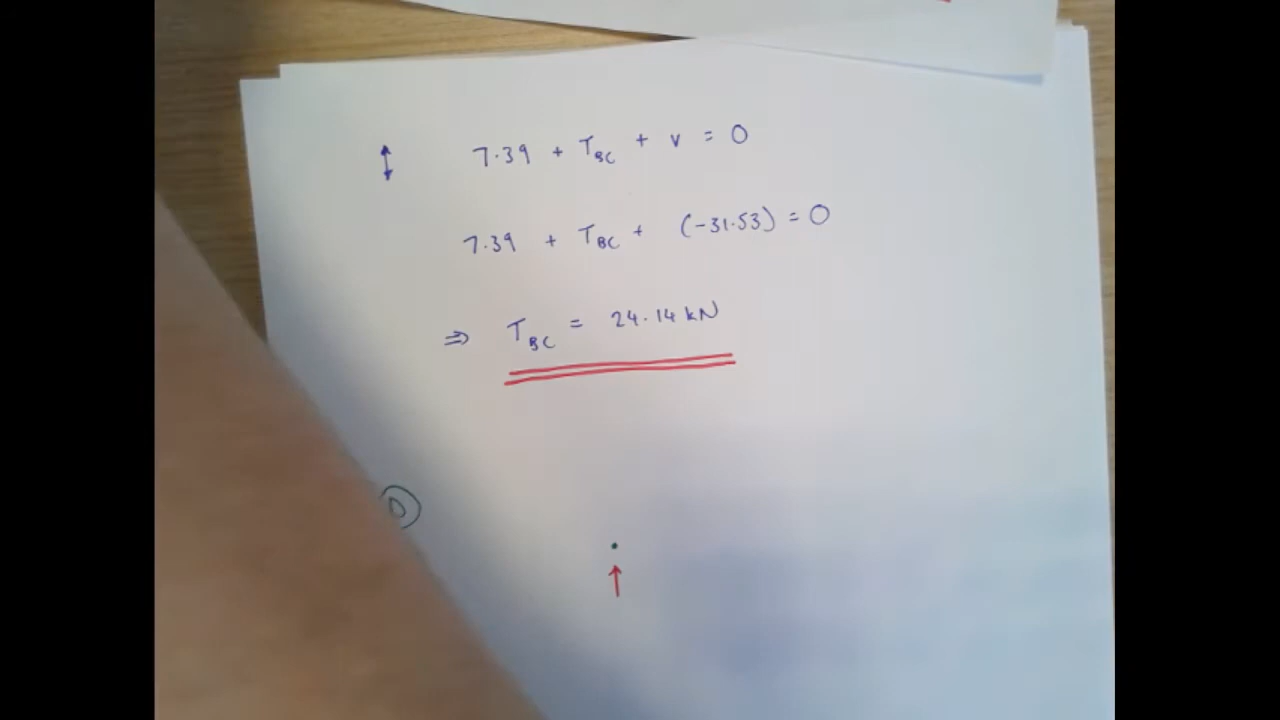 ↕ 7.39 + T_BC + V = 0
7.39 + T_BC + (-31.53) = 0
⇒ T_BC = 24.14 kN
D